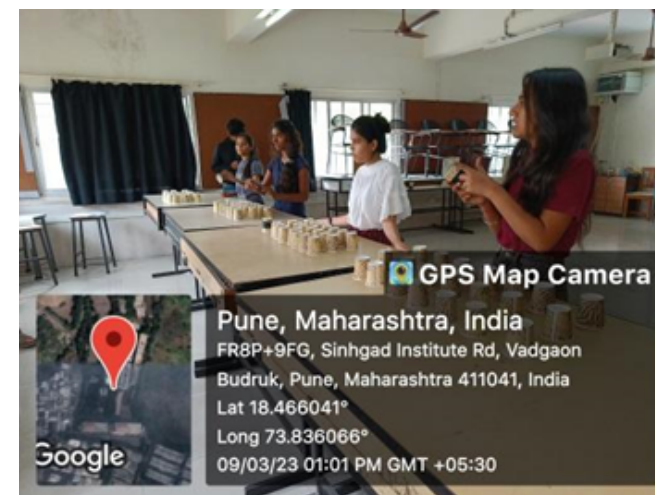 GPS Map Camera
Pune, Maharashtra, India
FR8P+9FG, Sinhgad Institute Rd, Vadgaon
Budruk, Pune, Maharashtra 411041, India
Lat 18.466041°
Long 73.836066°
09/03/23 01:01 PM GMT +05:30
Google